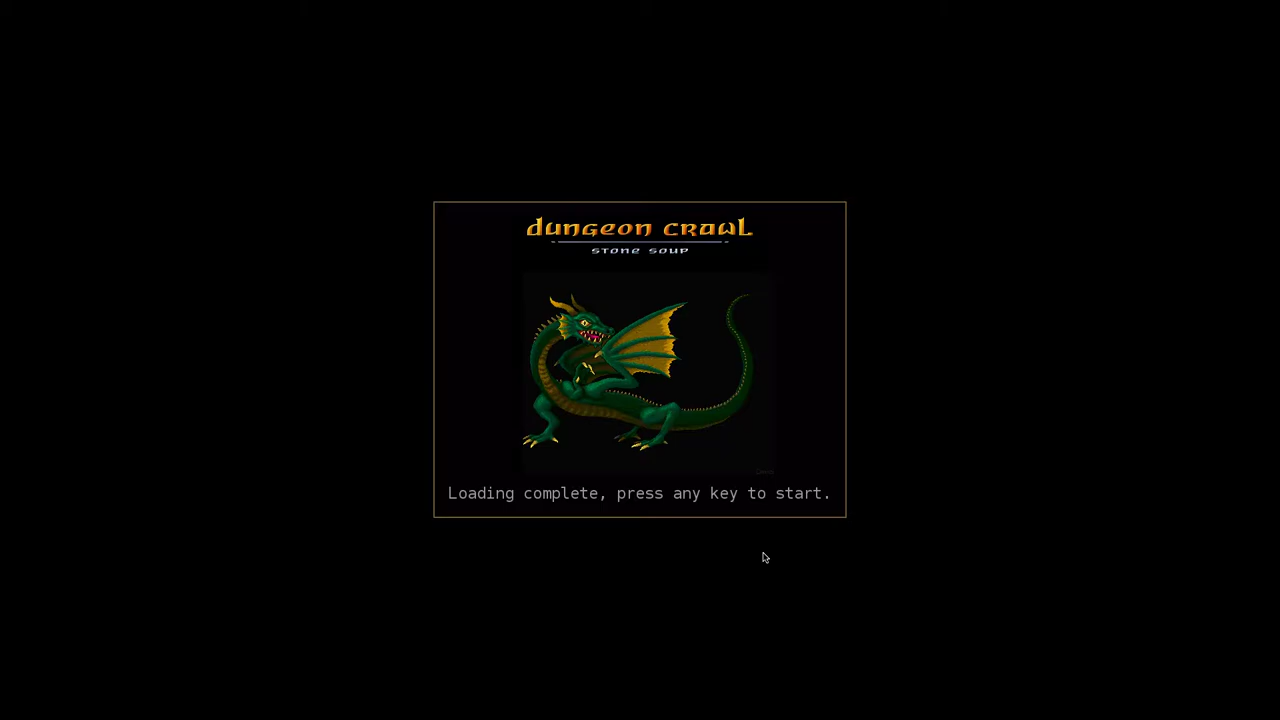 dungeon crawl
stone soup
Loading complete, press any key to start.